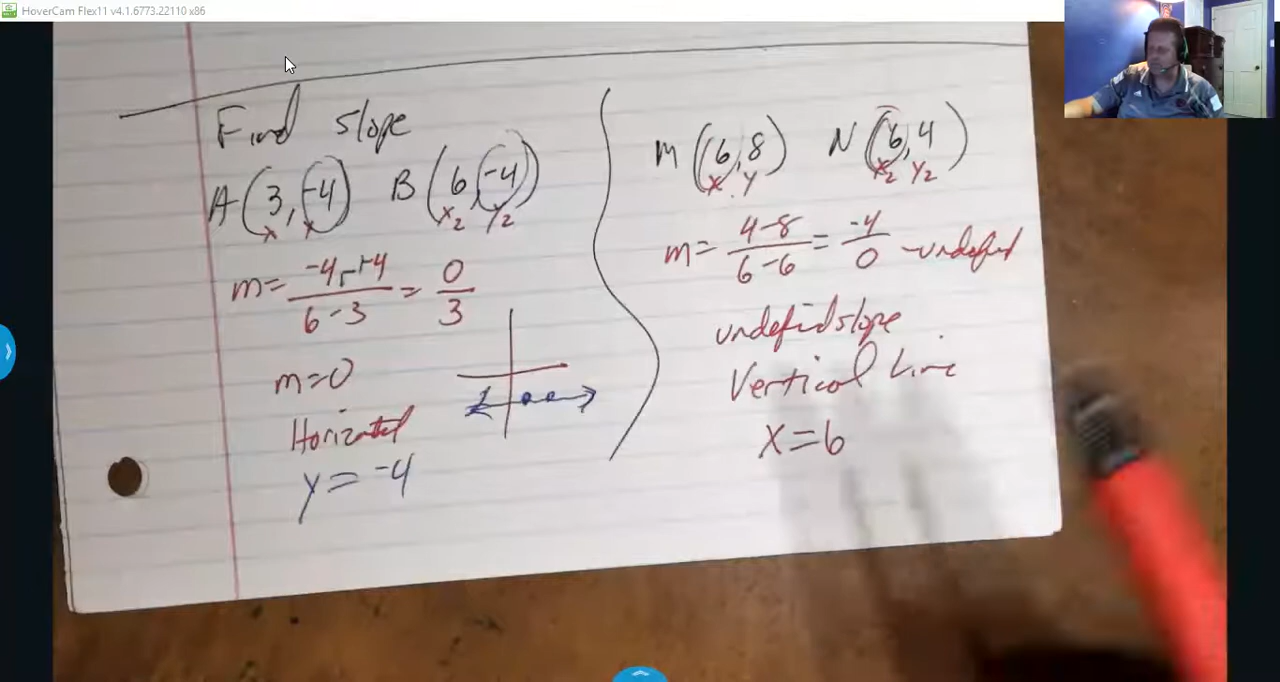 HoverCam Flex11 v4.1.6773.22110 x86
Find slope
A(3,-4) B(6,-4)
x x x2 y2
m= -4-+4 / 6-3 = 0/3
m=0
Horizontal
y=-4
M(6,8) N(6,4)
x y x2 y2
m= 4-8 / 6-6 = -4/0 -undefid
undefid slope
Vertical Line
x=6